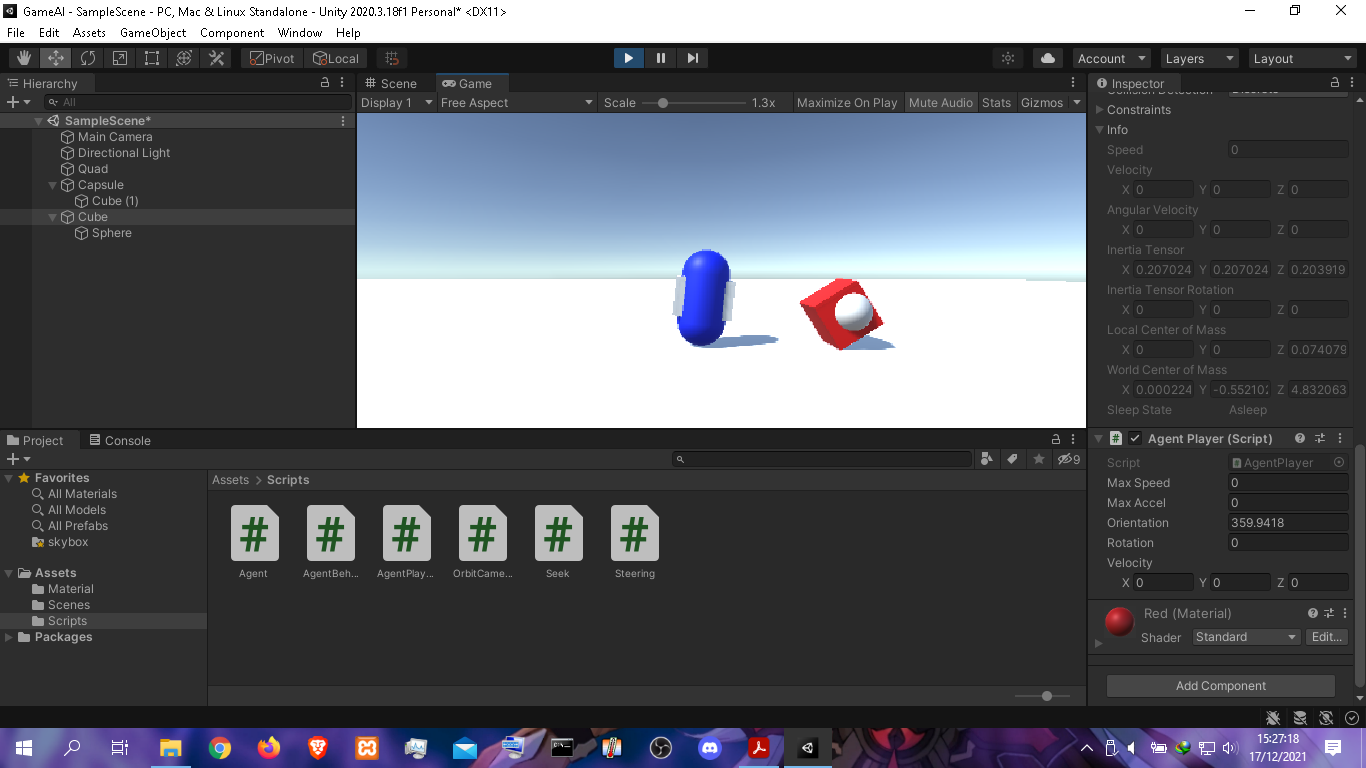 GameAI - SampleScene - PC, Mac & Linux Standalone - Unity 2020.3.18f1 Personal* <DX11>
File Edit Assets GameObject Component Window Help
Pivot Local Account Layers Layout
Hierarchy
All
SampleScene*
Main Camera
Directional Light
Quad
Capsule
Cube (1)
Cube
Sphere
Scene Game
Display 1 Free Aspect Scale 1.3x Maximize On Play Mute Audio Stats Gizmos
Inspector
Constraints
Info
Speed 0
Velocity
X 0 Y 0 Z 0
Angular Velocity
X 0 Y 0 Z 0
Inertia Tensor
X 0.207024 Y 0.207024 Z 0.203919
Inertia Tensor Rotation
X 0 Y 0 Z 0
Local Center of Mass
X 0 Y 0 Z 0.074079
World Center of Mass
X 0.000224 Y -0.552102 Z 4.832063
Sleep State Asleep
Agent Player (Script)
Script AgentPlayer
Max Speed 0
Max Accel 0
Orientation 359.9418
Rotation 0
Velocity
X 0 Y 0 Z 0
Red (Material)
Shader Standard Edit...
Add Component
Project Console
9
Favorites
All Materials
All Models
All Prefabs
skybox
Assets
Material
Scenes
Scripts
Packages
Assets > Scripts
Agent AgentBeh... AgentPlay... OrbitCame... Seek Steering
15:27:18
17/12/2021